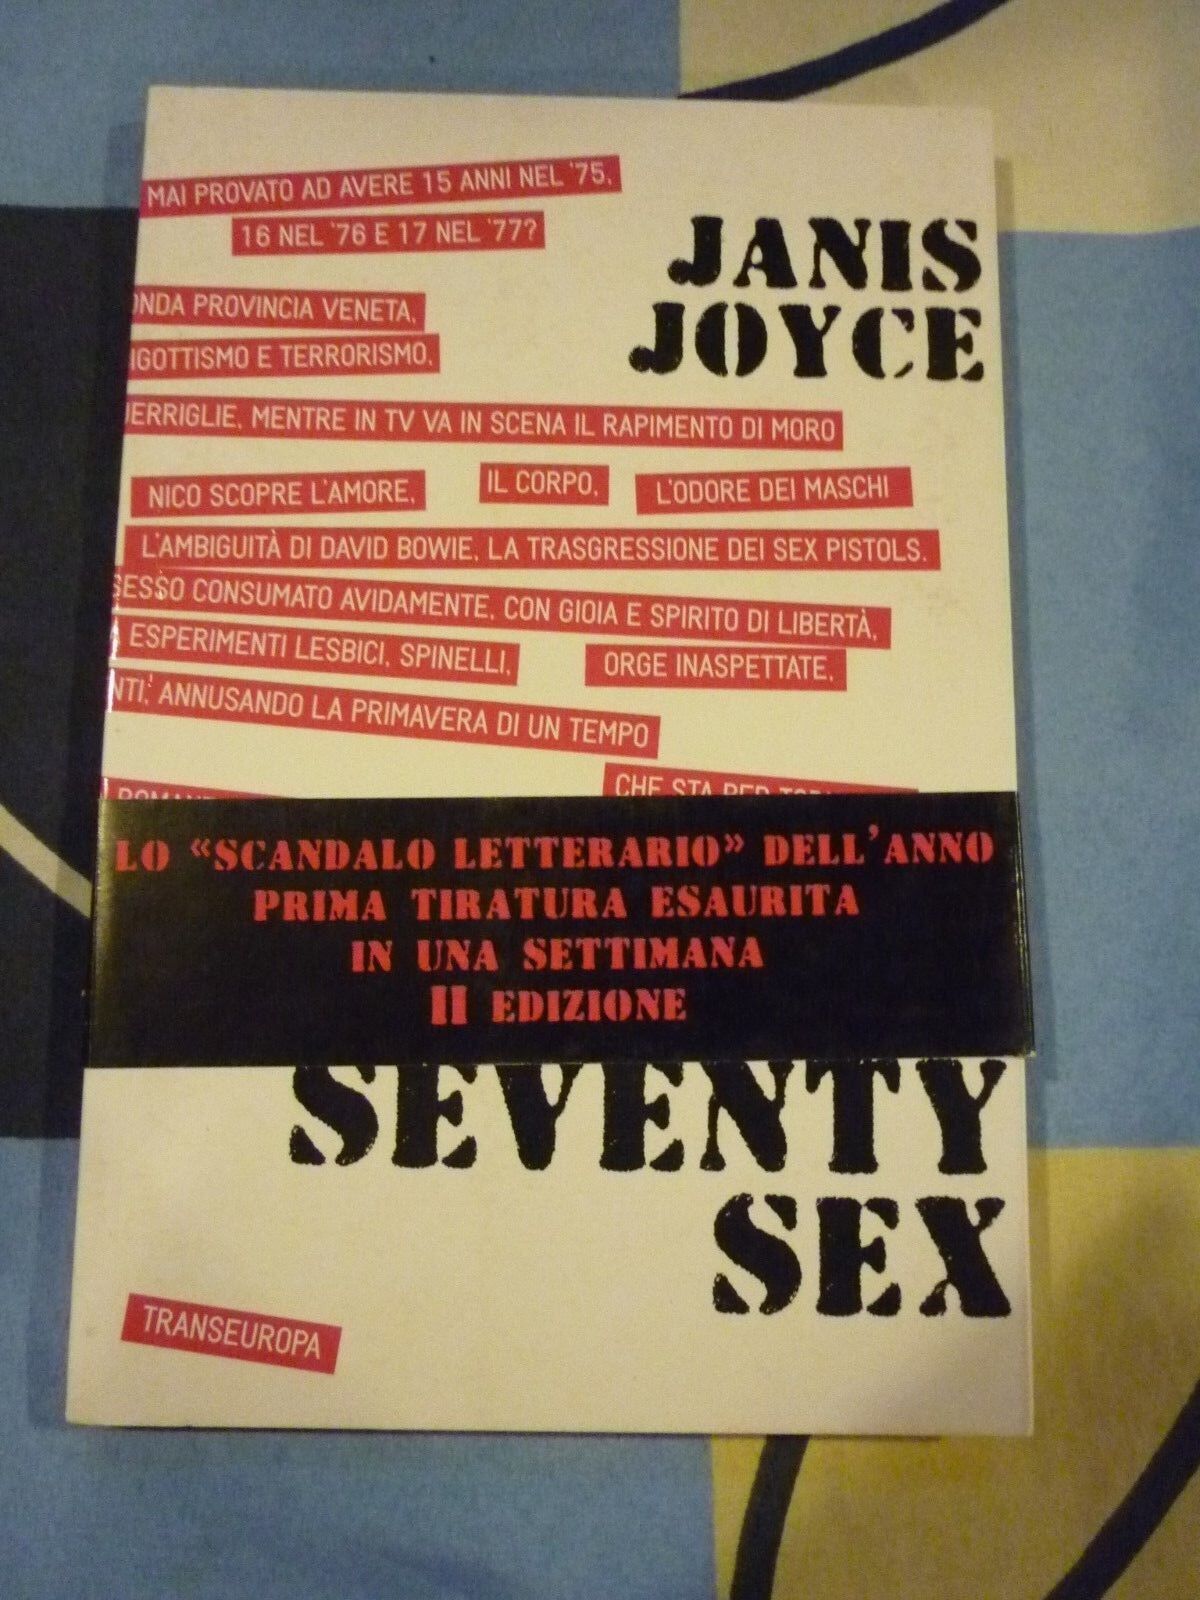 MAI PROVATO AD AVERE 15 ANNI NEL '75,
16 NEL '76 E 17 NEL '77?
JANIS
JOYCE
PROVINCIA VENETA,
E TERRORISMO.
MENTRE IN TV VA IN SCENA IL RAPIMENTO DI MORO
NICO SCOPRE L'AMORE, IL CORPO, L'ODORE DEI MASCHI
L'AMBIGUITÀ DI DAVID BOWIE, LA TRASGRESSIONE DEI SEX PISTOLS.
SESSO CONSUMATO AVIDAMENTE, CON GIOIA E SPIRITO DI LIBERTÀ,
ESPERIMENTI LESBICI, SPINELLI, ORGE INASPETTATE,
ANNUSANDO LA PRIMAVERA DI UN TEMPO
CHE STA PER
LO «SCANDALO LETTERARIO» DELL'ANNO
PRIMA TIRATURA ESAURITA
IN UNA SETTIMANA
II EDIZIONE
SEVENTY
SEX
TRANSEUROPA